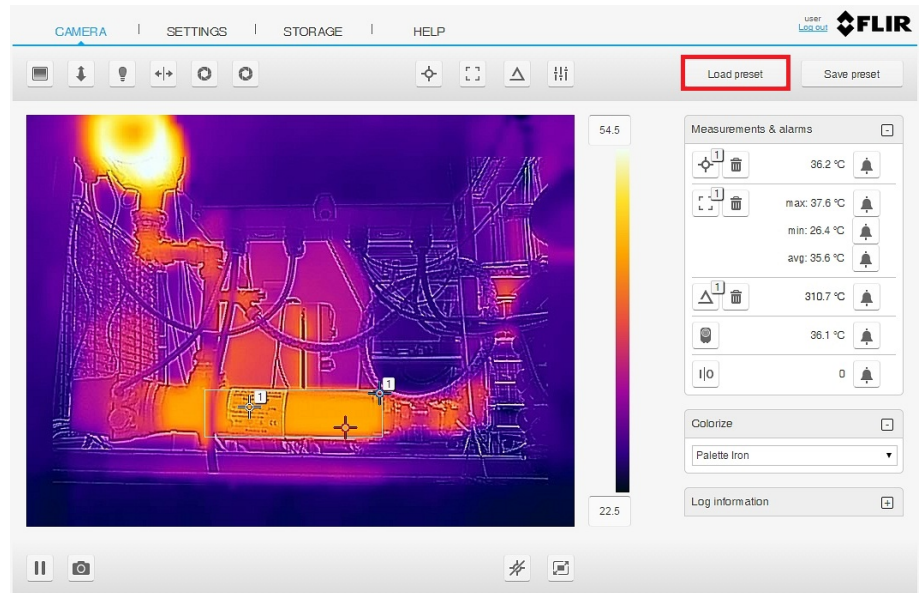 user
Log out
FLIR
CAMERA
SETTINGS
STORAGE
HELP
Load preset
Save preset
54.5
22.5
1
1
Measurements & alarms
1
36.2 °C
1
max: 37.6 °C
min: 26.4 °C
avg: 35.6 °C
1
310.7 °C
36.1 °C
I|O
0
Colorize
Palette Iron
Log information